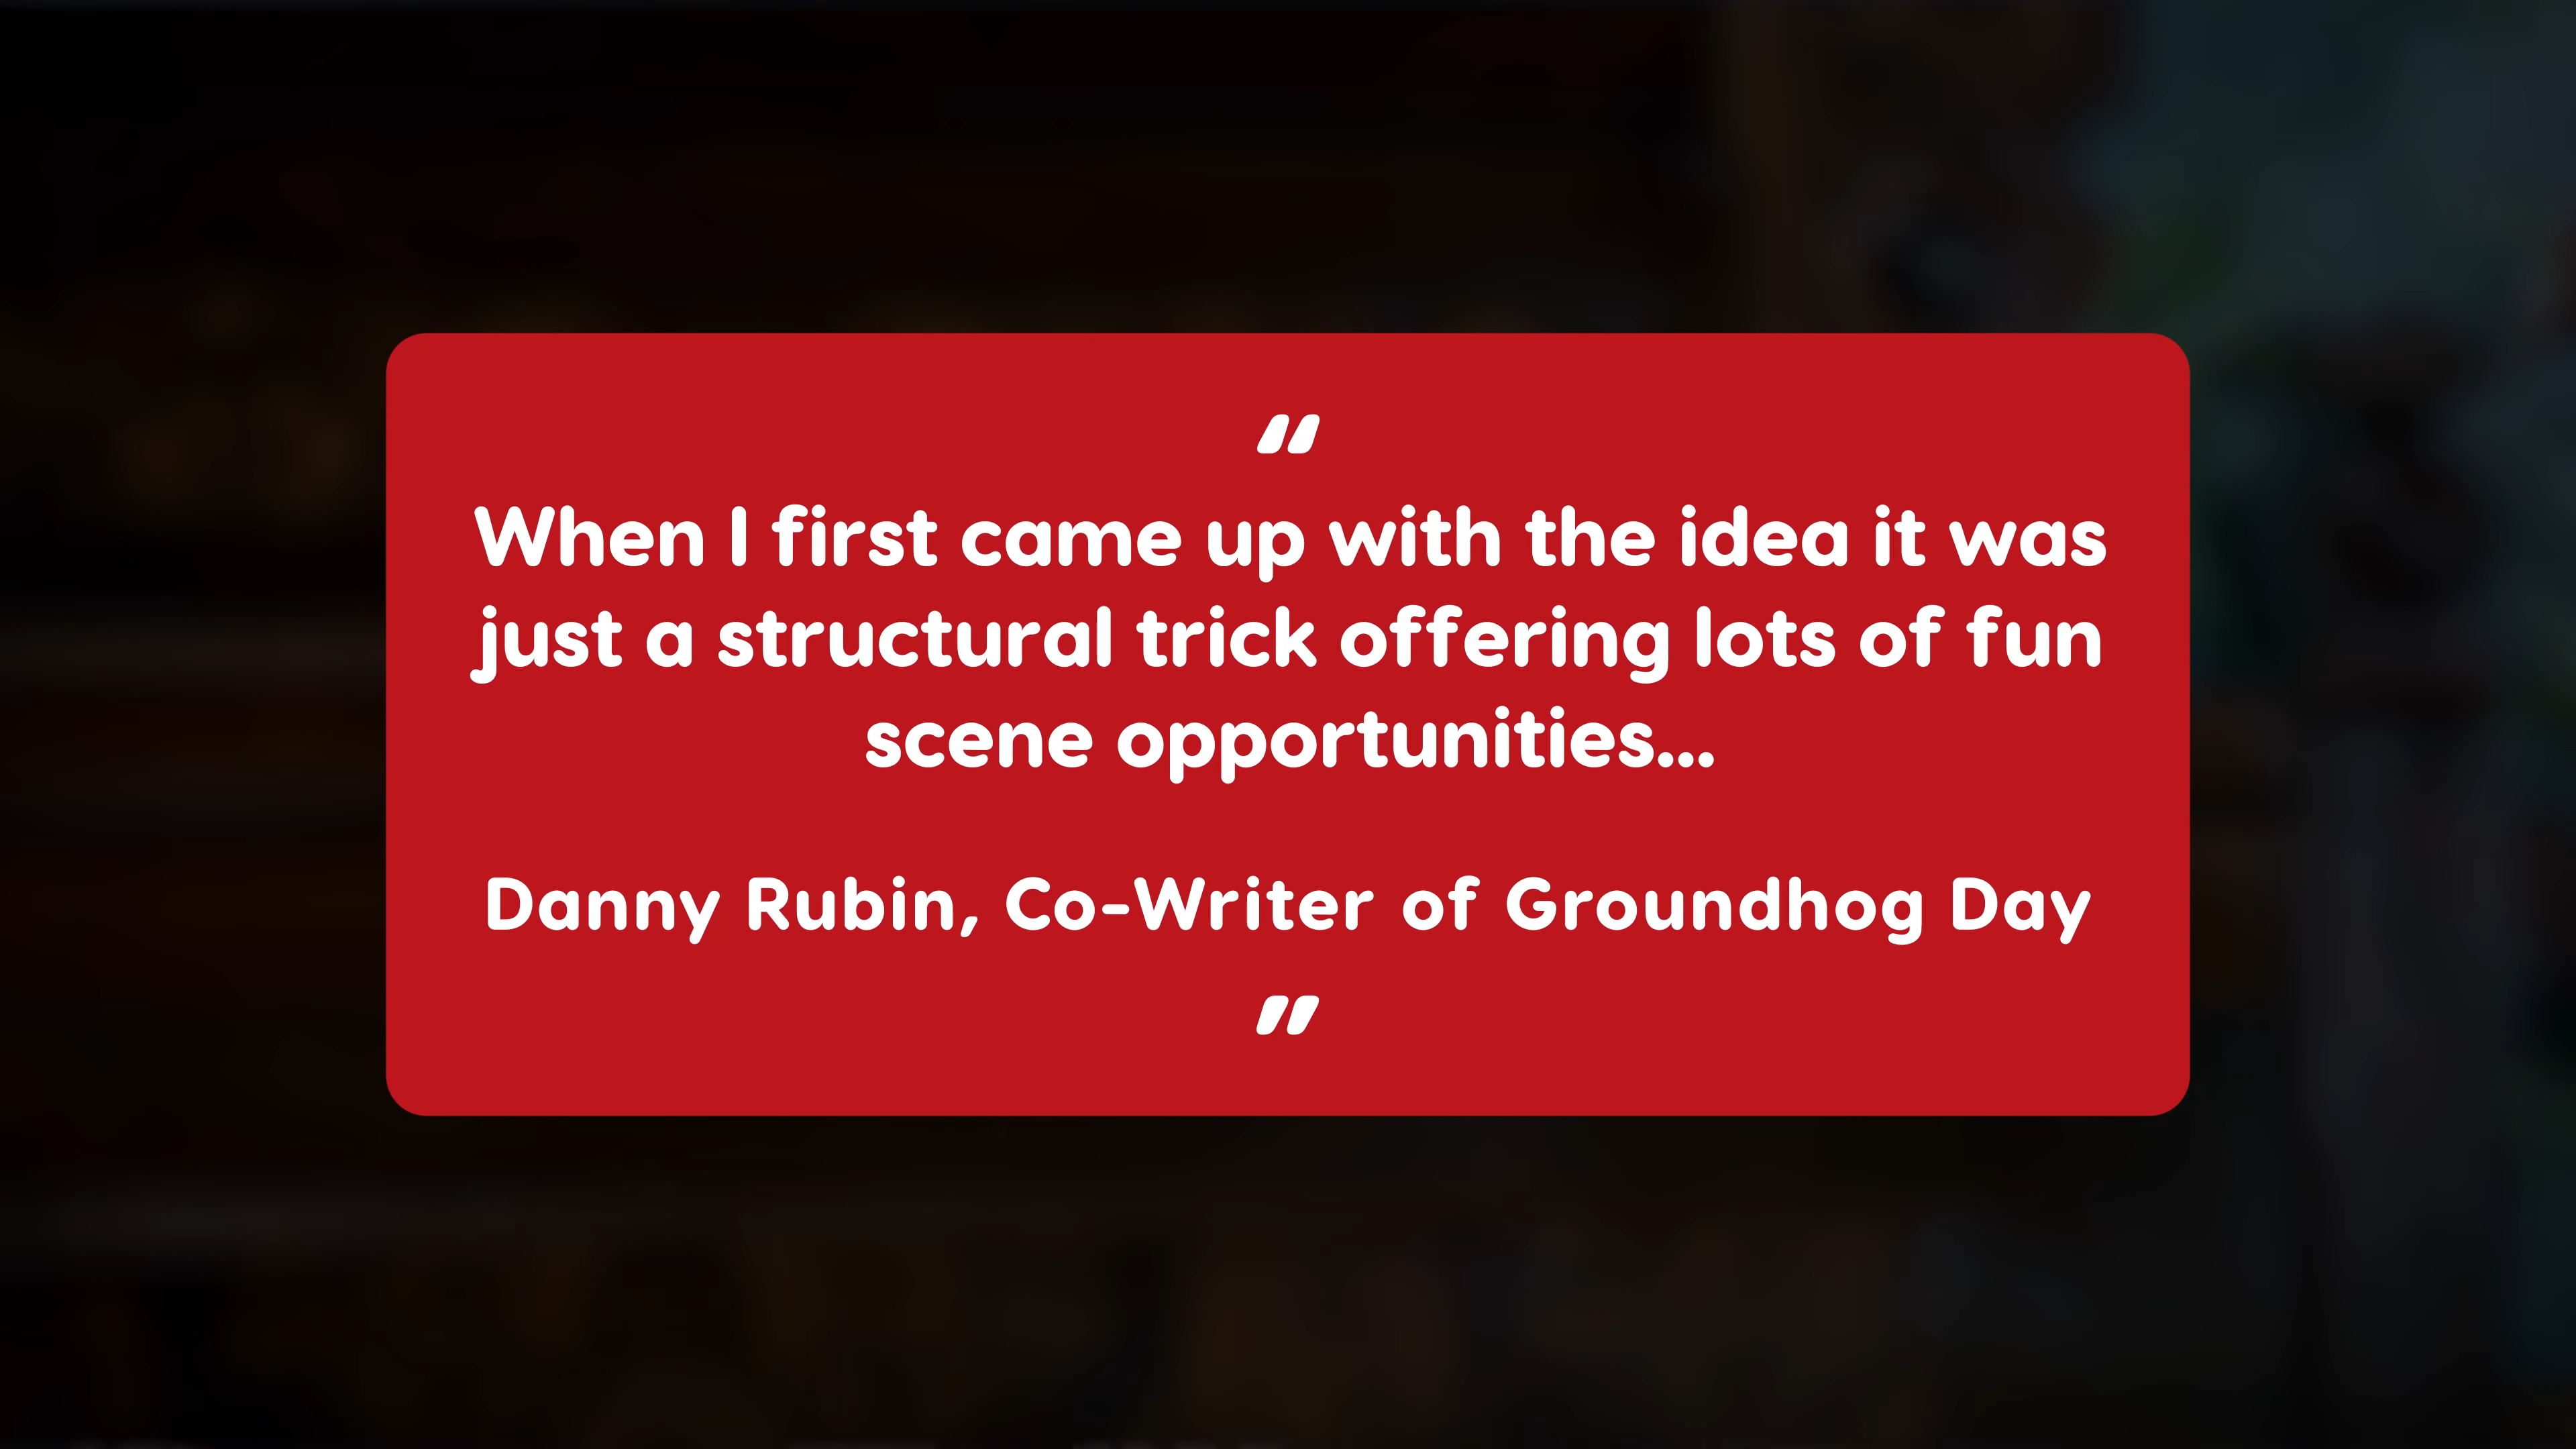 “
When I first came up with the idea it was
just a structural trick offering lots of fun
scene opportunities...
Danny Rubin, Co-Writer of Groundhog Day
”